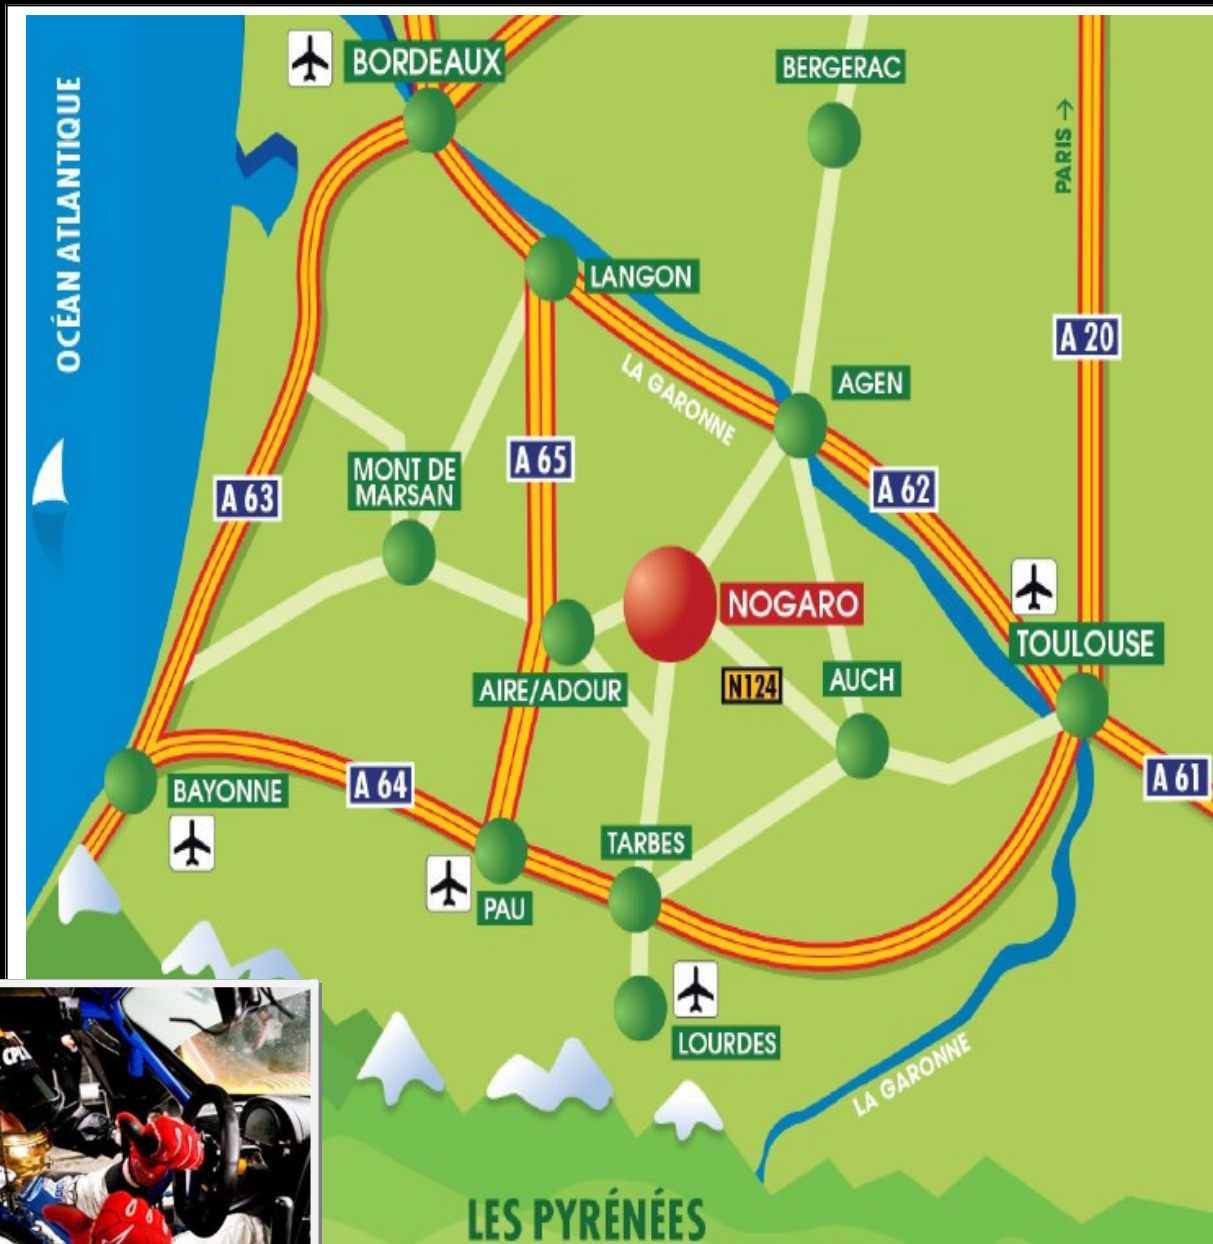 BORDEAUX
BERGERAC
OCÉAN ATLANTIQUE
PARIS →
LANGON
A 20
LA GARONNE
AGEN
A 65
MONT DE
MARSAN
A 63
A 62
NOGARO
TOULOUSE
AIRE/ADOUR
N124
AUCH
A 64
BAYONNE
A 61
TARBES
PAU
LOURDES
LA GARONNE
LES PYRÉNÉES